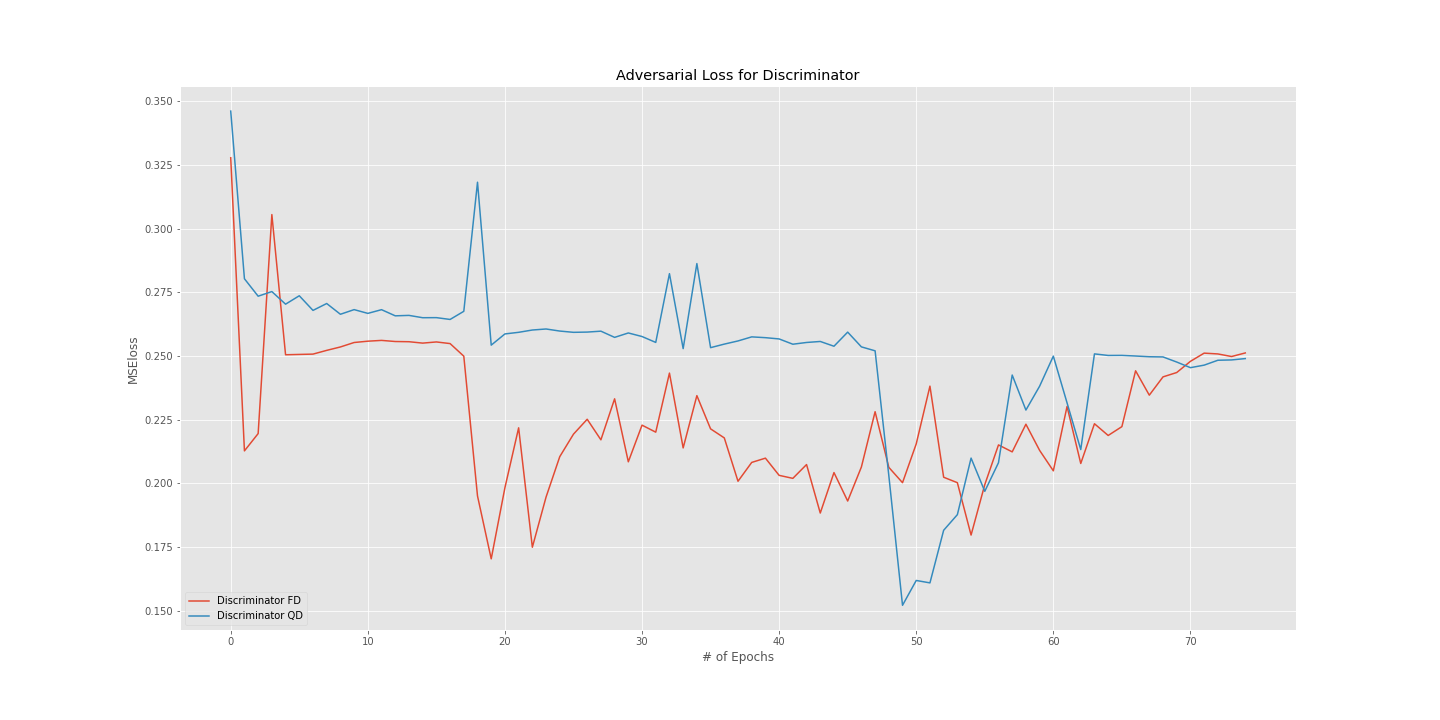 Adversarial Loss for Discriminator
0.350
0.325
0.300
0.275
0.250
0.225
0.200
0.175
0.150
MSEloss
Discriminator FD
Discriminator QD
0 10 20 30 40 50 60 70
# of Epochs